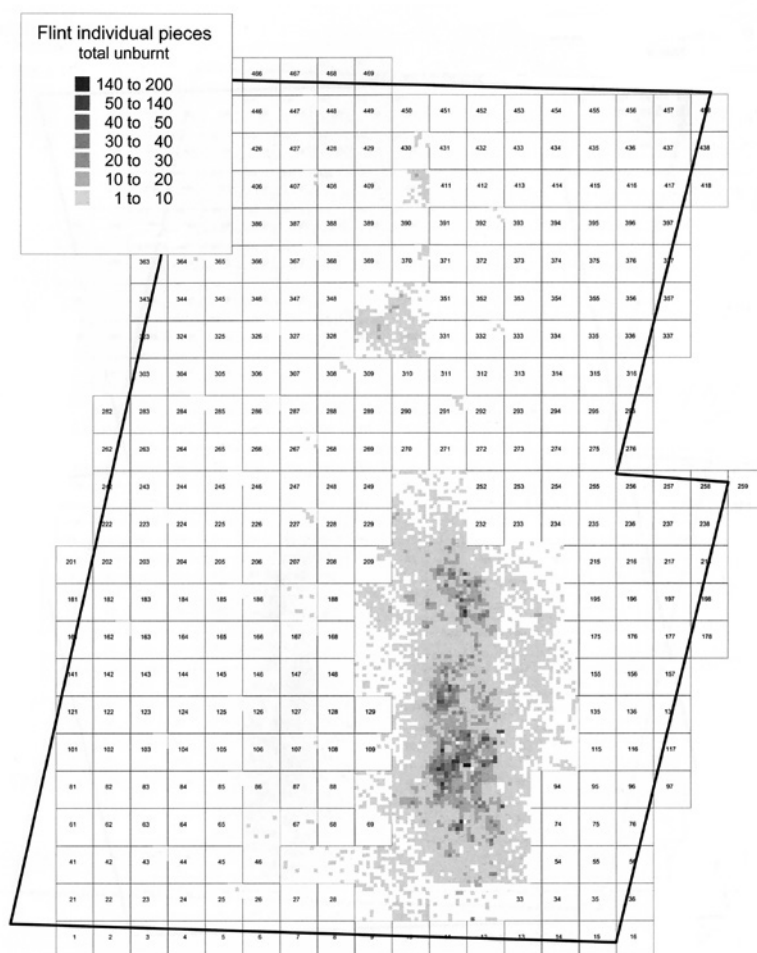 Flint individual pieces
total unburnt
140 to 200
50 to 140
40 to 50
30 to 40
20 to 30
10 to 20
1 to 10
466 467 468 469
446 447 448 449 450 451 452 453 454 455 456 457
426 427 428 429 430 431 432 433 434 435 436 437 438
406 407 408 409 411 412 413 414 415 416 417 418
386 387 388 389 390 391 392 393 394 395 396 397
363 364 365 366 367 368 369 370 371 372 373 374 375 376
343 344 345 346 347 348 351 352 353 354 355 356 357
324 325 326 327 328 331 332 333 334 335 336 337
303 304 305 306 307 308 309 310 311 312 313 314 315 316
282 283 284 285 286 287 288 289 290 291 292 293 294 295
262 263 264 265 266 267 268 269 270 271 272 273 274 275 276
243 244 245 246 247 248 249 252 253 254 255 256 257 258 259
222 223 224 225 226 227 228 229 232 233 234 235 236 237 238
201 202 203 204 205 206 207 208 209 215 216 217
181 182 183 184 185 186 188 195 196 197 198
162 163 164 165 166 167 168 175 176 177 178
141 142 143 144 145 146 147 148 155 156 157
121 122 123 124 125 126 127 128 129 135 136
101 102 103 104 105 106 107 108 109 115 116 117
81 82 83 84 85 86 87 88 94 95 96 97
61 62 63 64 65 67 68 69 74 75 76
41 42 43 44 45 46 54 55
21 22 23 24 25 26 27 28 33 34 35 36
1 2 3 4 5 6 7 8 9 11 12 13 14 15 16